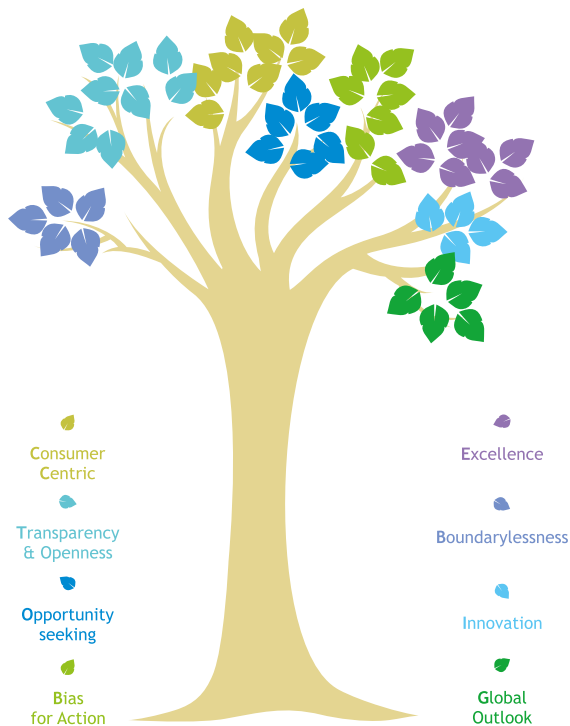 Consumer
Centric
Transparency
& Openness
Opportunity
seeking
Bias
for Action
Excellence
Boundarylessness
Innovation
Global
Outlook